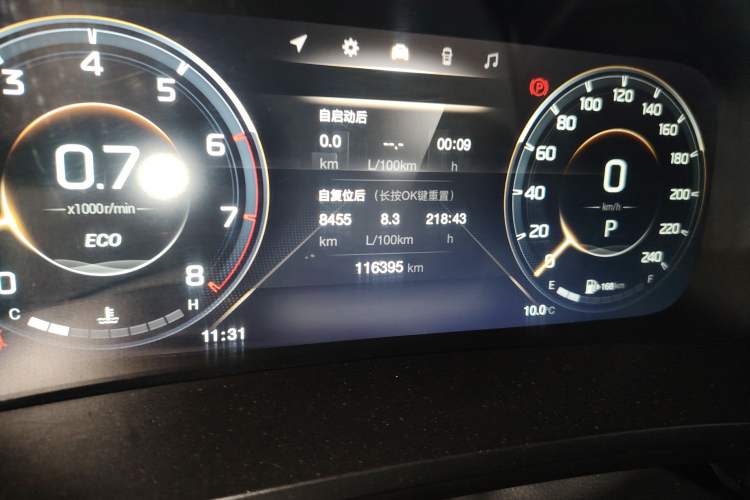 3 4 5 6 7 8
0.7
x1000r/min
ECO
C H
11:31
自启动后
0.0 --.- 00:09
km L/100km h
自复位后（长按OK键重置）
8455 8.3 218:43
km L/100km h
116395 km
P
0 20 40 60 80 100 120 140 160 180 200 220 240
0
km/h
P
E F
168km
10.0°C